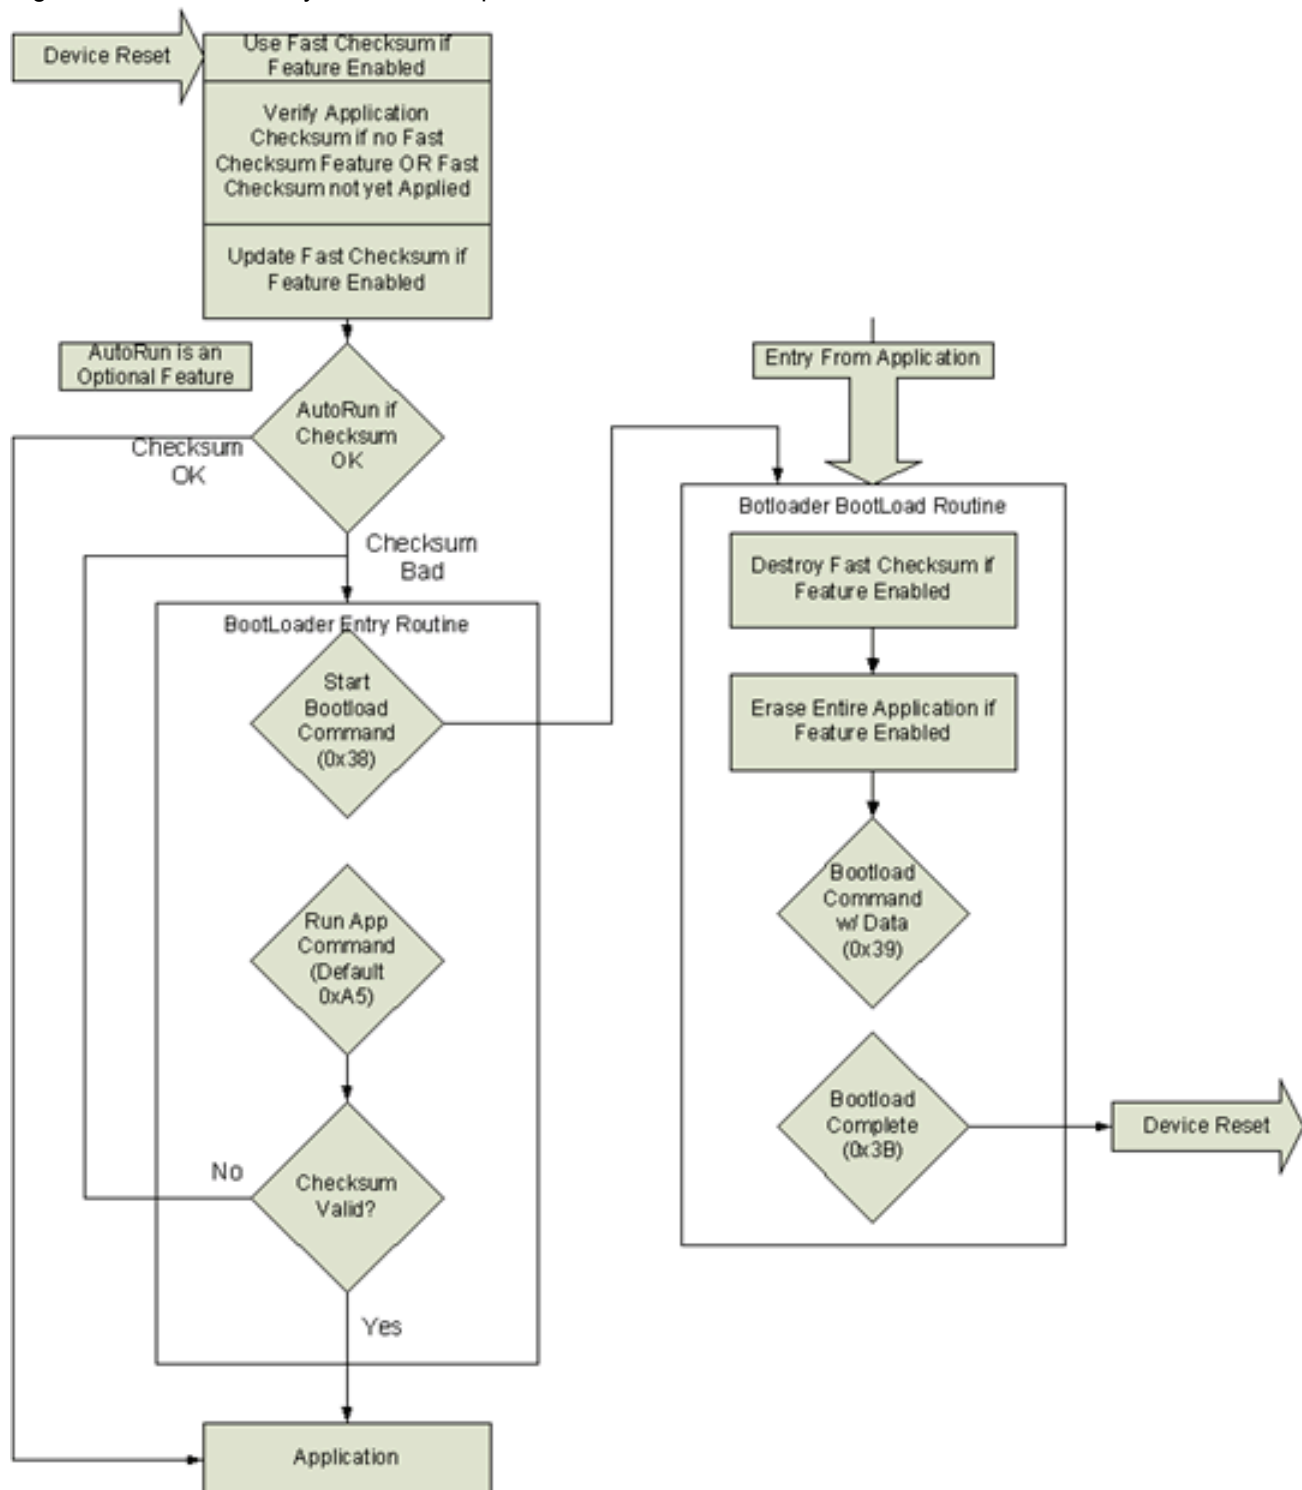 Device Reset
Use Fast Checksum if
Feature Enabled
Verify Application
Checksum if no Fast
Checksum Feature OR Fast
Checksum not yet Applied
Update Fast Checksum if
Feature Enabled
AutoRun is an
Optional Feature
AutoRun if
Checksum
OK
Checksum
OK
Checksum
Bad
BootLoader Entry Routine
Start
Bootload
Command
(0x38)
Run App
Command
(Default
0xA5)
Checksum
Valid?
No
Yes
Application
Entry From Application
Botloader BootLoad Routine
Destroy Fast Checksum if
Feature Enabled
Erase Entire Application if
Feature Enabled
Bootload
Command
w/ Data
(0x39)
Bootload
Complete
(0x3B)
Device Reset